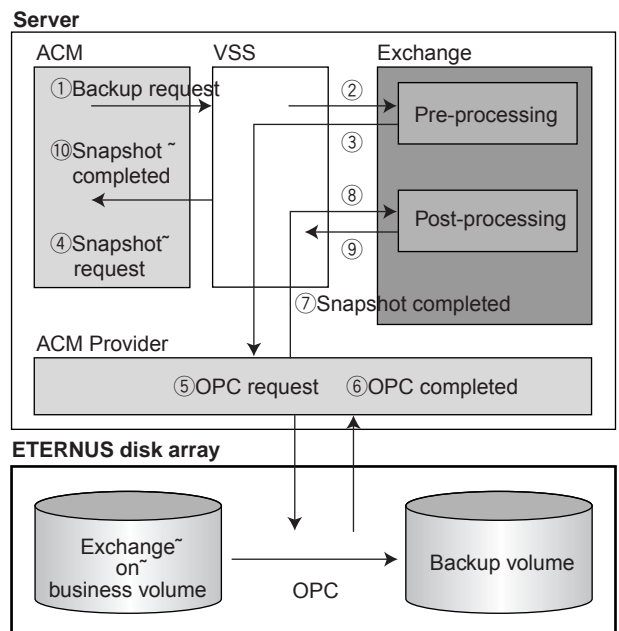 Server
ACM
VSS
Exchange
①Backup request
②
Pre-processing
③
⑩Snapshot ˜
completed
⑧
Post-processing
④Snapshot˜
request
⑨
⑦Snapshot completed
ACM Provider
⑤OPC request ⑥OPC completed
ETERNUS disk array
Exchange˜
on˜
business volume
OPC
Backup volume